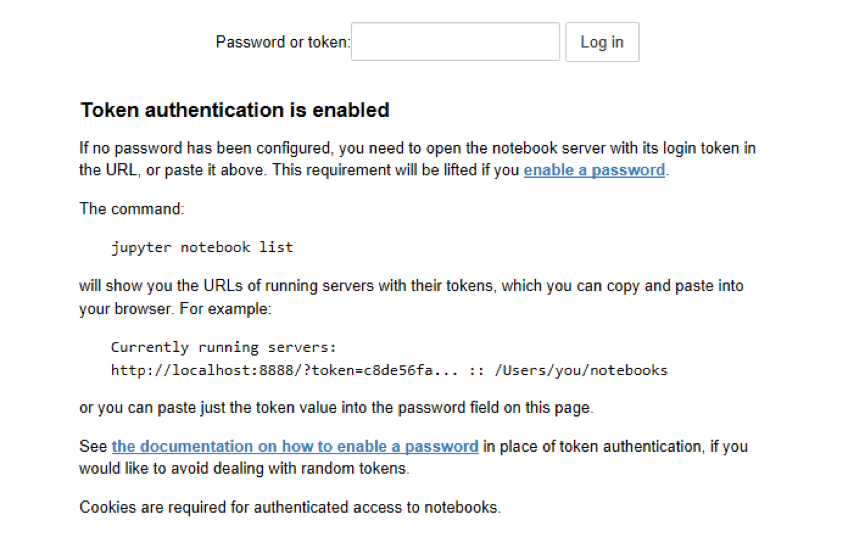 Password or token: Log in
Token authentication is enabled
If no password has been configured, you need to open the notebook server with its login token in
the URL, or paste it above. This requirement will be lifted if you enable a password.
The command:
jupyter notebook list
will show you the URLs of running servers with their tokens, which you can copy and paste into
your browser. For example:
Currently running servers:
http://localhost:8888/?token=c8de56fa... :: /Users/you/notebooks
or you can paste just the token value into the password field on this page.
See the documentation on how to enable a password in place of token authentication, if you
would like to avoid dealing with random tokens.
Cookies are required for authenticated access to notebooks.